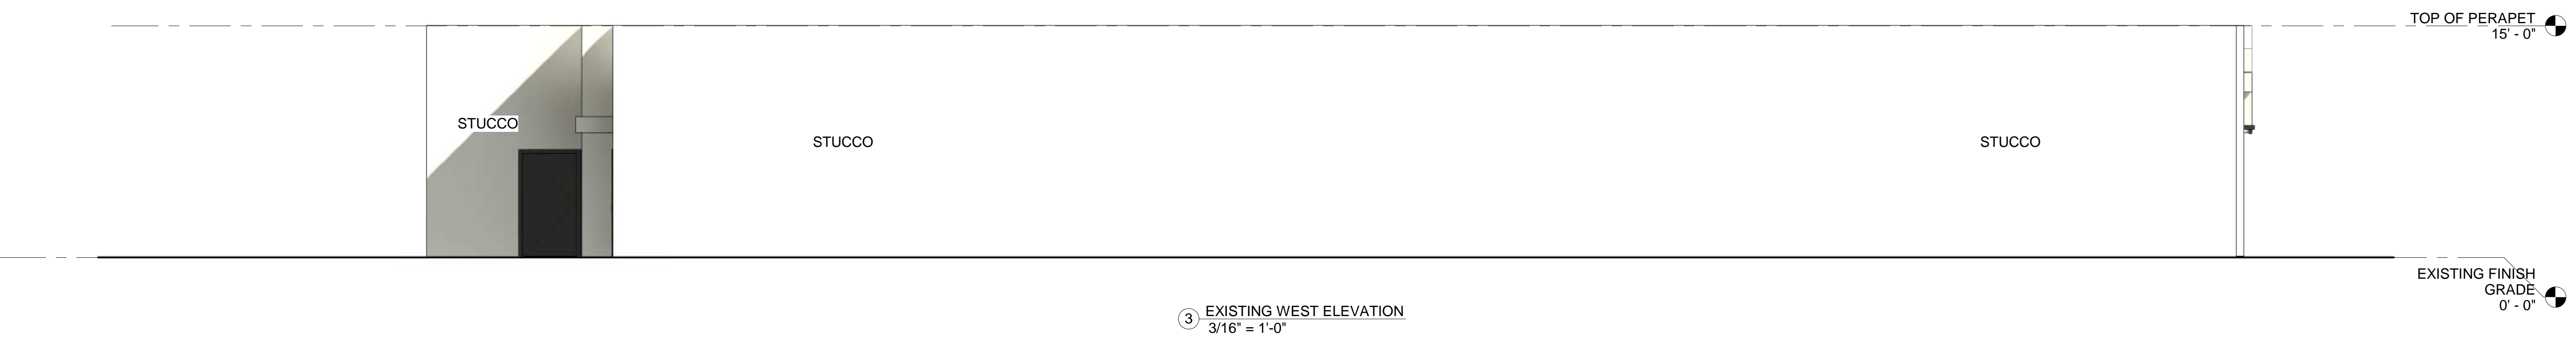 TOP OF PERAPET
15' - 0"
STUCCO
STUCCO
STUCCO
EXISTING FINISH
GRADE
0' - 0"
3
EXISTING WEST ELEVATION
3/16" = 1'-0"